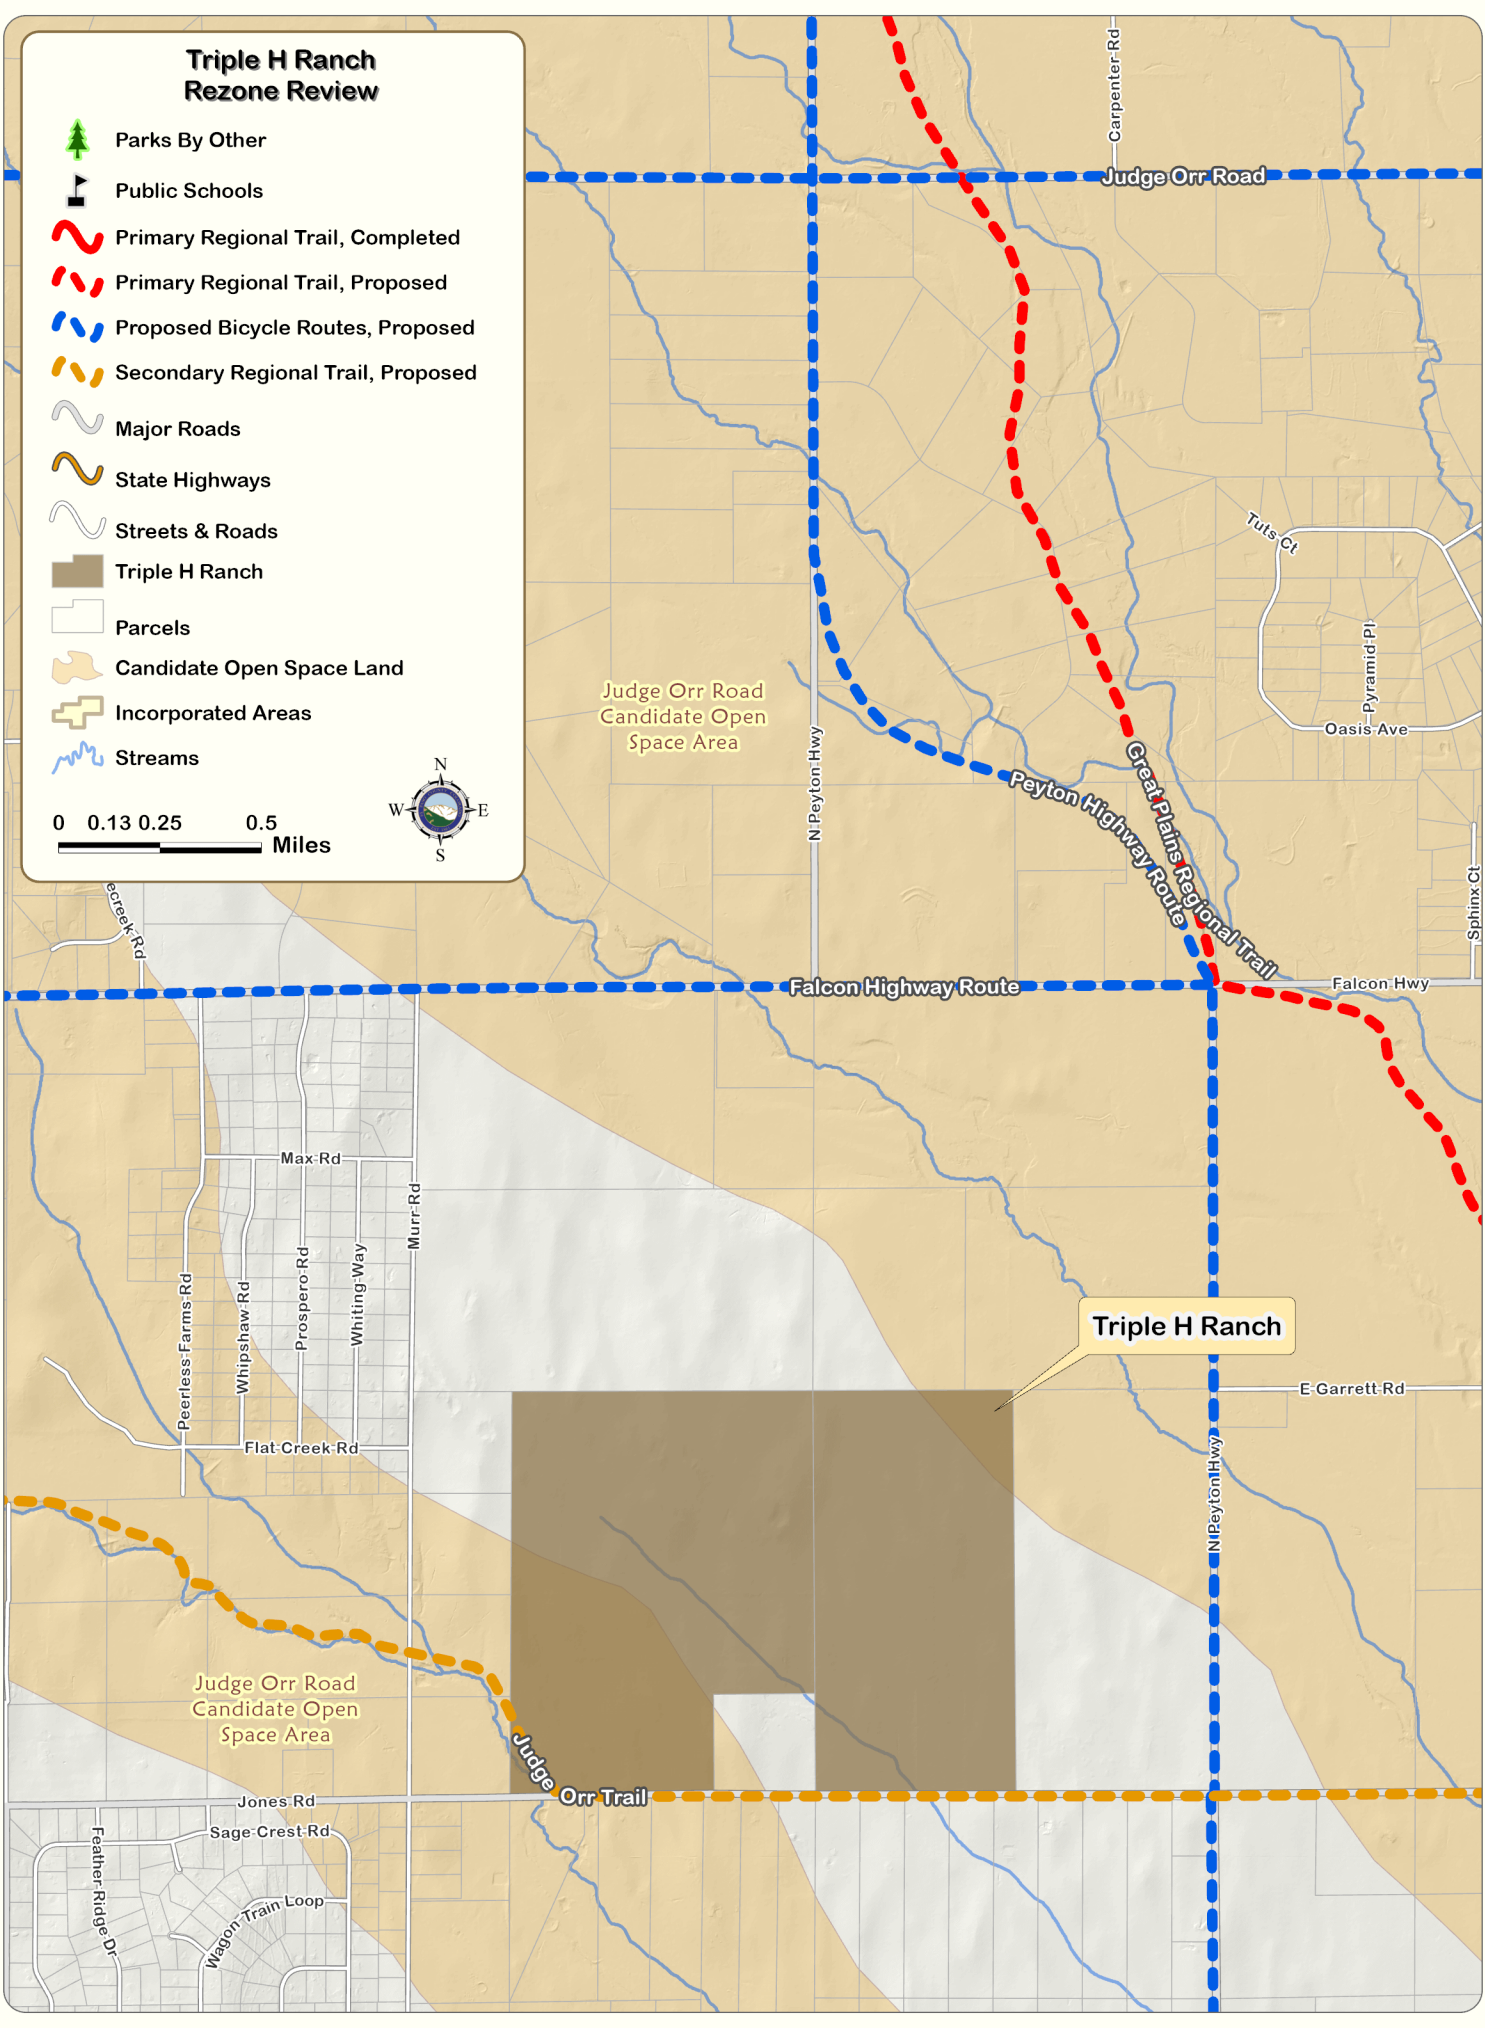 Triple H Ranch
Rezone Review
Parks By Other
Public Schools
Primary Regional Trail, Completed
Primary Regional Trail, Proposed
Proposed Bicycle Routes, Proposed
Secondary Regional Trail, Proposed
Major Roads
State Highways
Streets & Roads
Triple H Ranch
Parcels
Candidate Open Space Land
Incorporated Areas
Streams
0 0.13 0.25 0.5
Miles
N
W E
S
Carpenter Rd
Judge Orr Road
Tuts Ct
Pyramid Pl
Oasis Ave
Judge Orr Road
Candidate Open
Space Area
N Peyton Hwy
Peyton Highway Route
Great Plains Regional Trail
Sphinx Ct
ecreek Rd
Falcon Highway Route
Falcon Hwy
Max Rd
Murr Rd
Peerless Farms Rd
Whipshaw Rd
Prospero Rd
Whiting Way
Triple H Ranch
E Garrett Rd
Flat Creek Rd
N Peyton Hwy
Judge Orr Road
Candidate Open
Space Area
Judge
Orr Trail
Jones Rd
Sage Crest Rd
Feather Ridge Dr
Wagon Train Loop